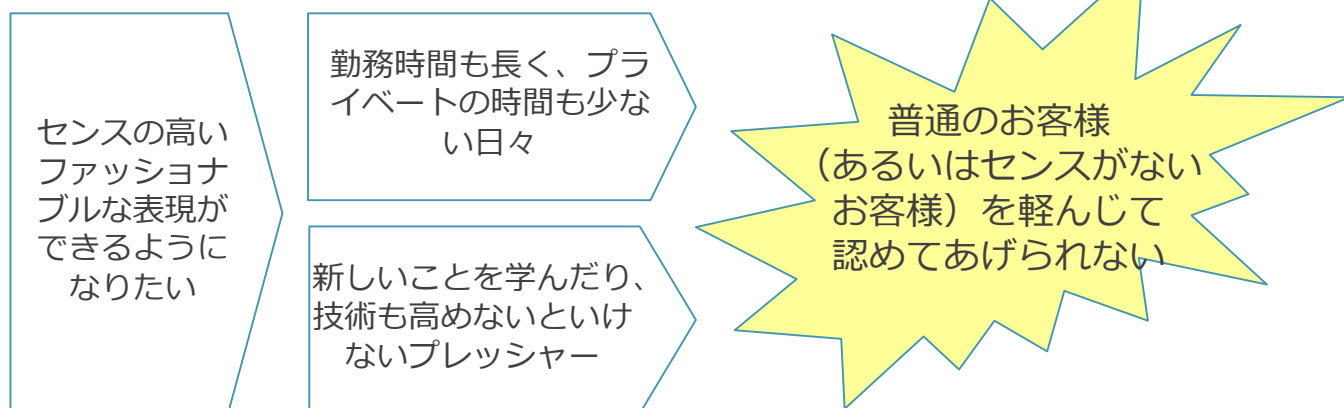 センスの高い
ファッショナ
ブルな表現が
できるように
なりたい
勤務時間も長く、プラ
イベートの時間も少な
い日々
新しいことを学んだり、
技術も高めないといけ
ないプレッシャー
普通のお客様
（あるいはセンスがない
お客様）を軽んじて
認めてあげられない